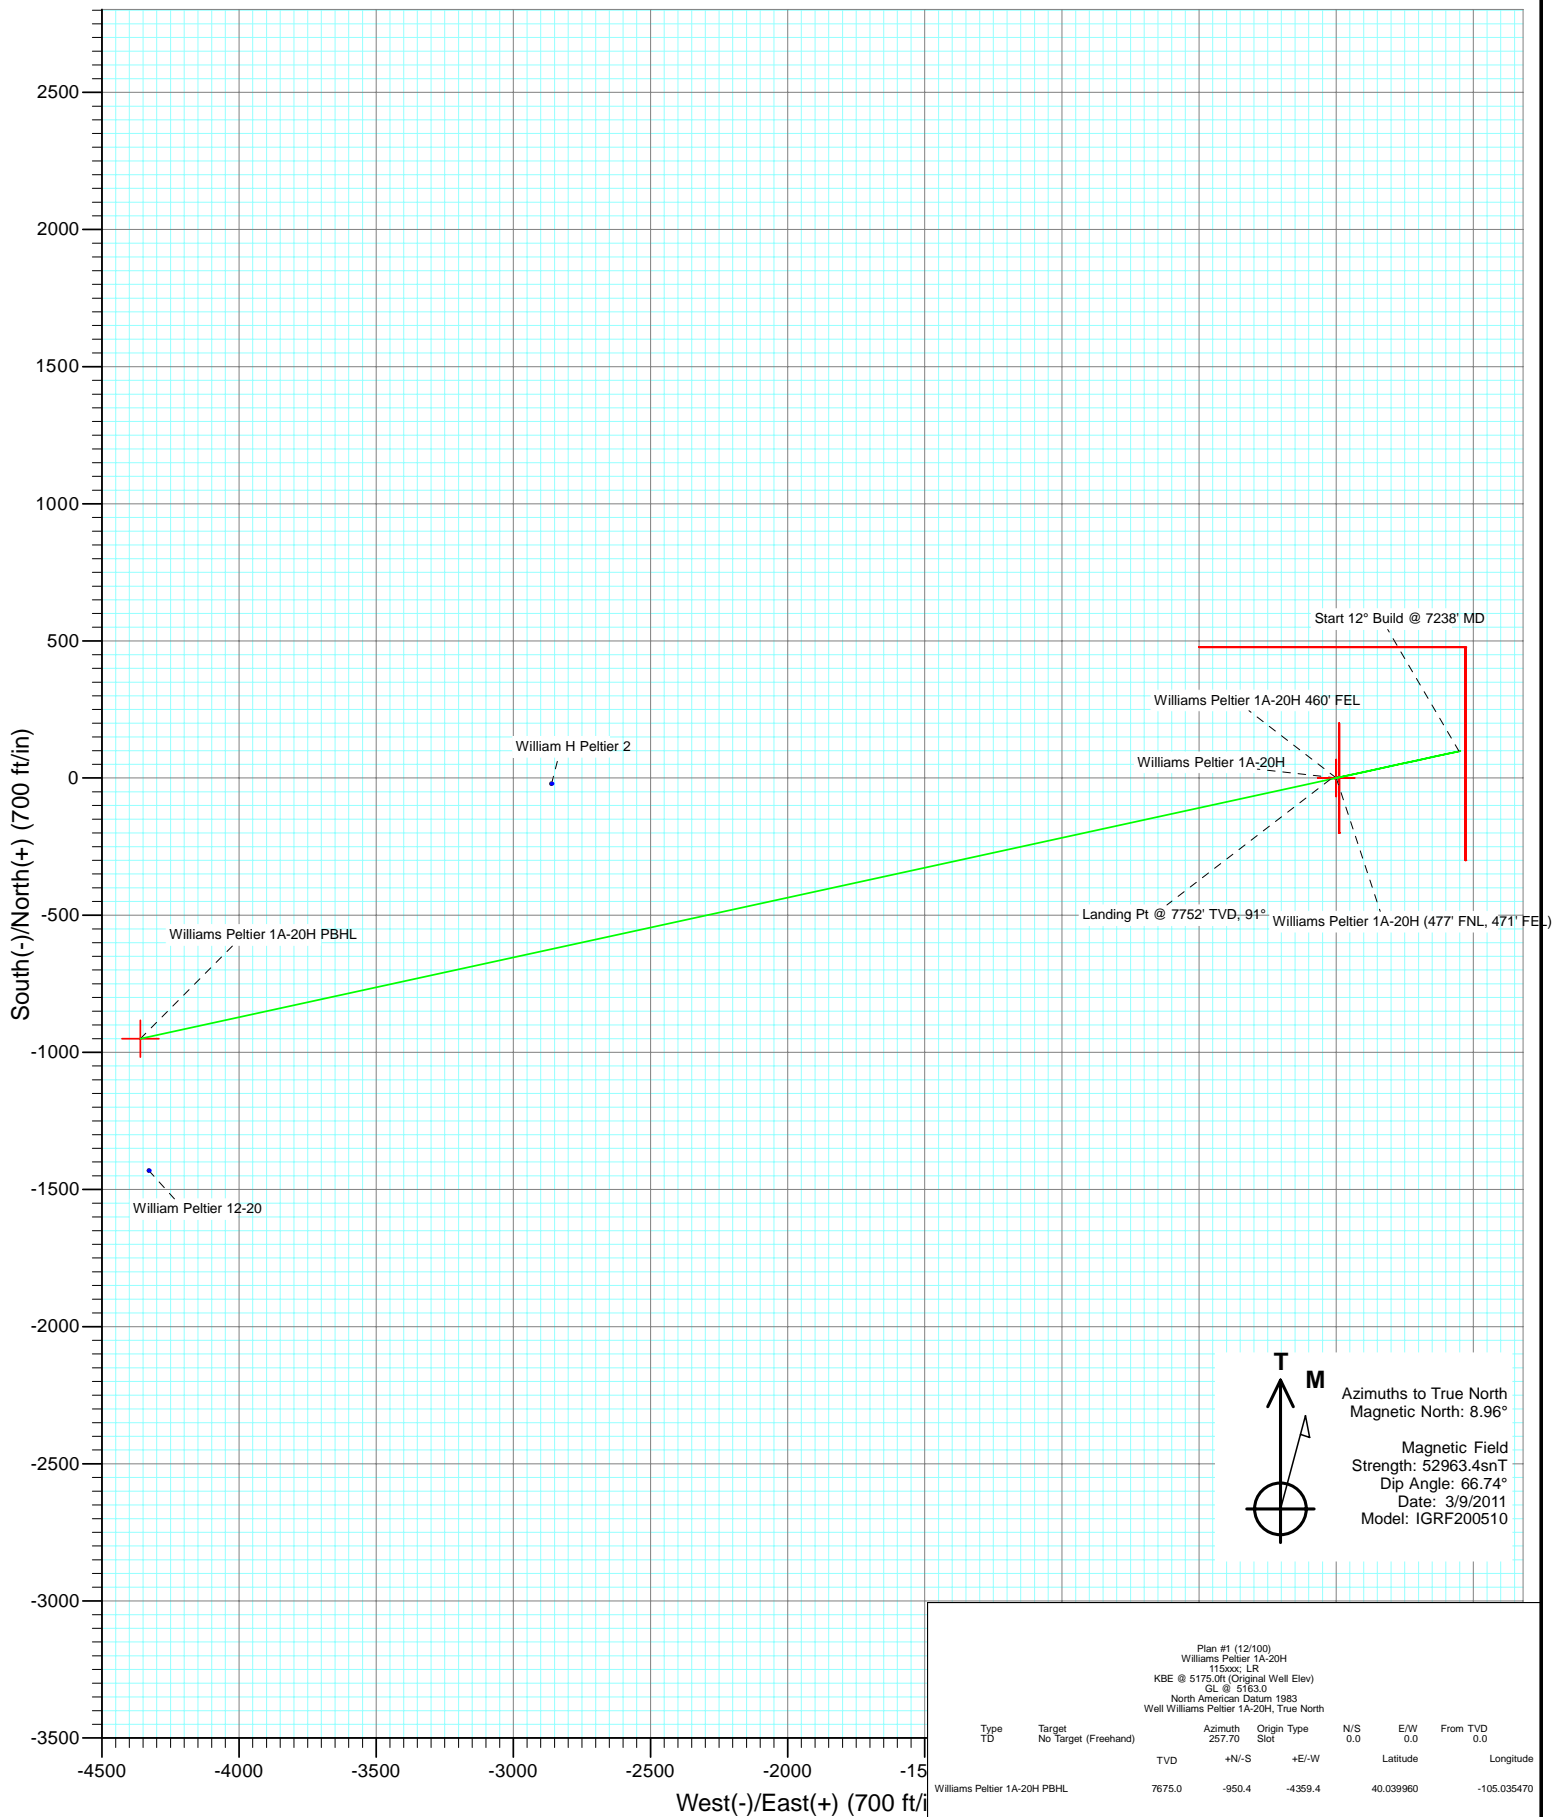 2500
2000
1500
1000
500
0
-500
-1000
-1500
-2000
-2500
-3000
-3500
South(-)/North(+) (700 ft/in)
Start 12° Build @ 7238' MD
Williams Peltier 1A-20H 460' FEL
William H Peltier 2
Williams Peltier 1A-20H
Landing Pt @ 7752' TVD, 91°
Williams Peltier 1A-20H (477' FNL, 471' FEL)
Williams Peltier 1A-20H PBHL
William Peltier 12-20
T
M
Azimuths to True North
Magnetic North: 8.96°
Magnetic Field
Strength: 52963.4snT
Dip Angle: 66.74°
Date: 3/9/2011
Model: IGRF200510
Plan #1 (12/100)
Williams Peltier 1A-20H
115xxx; LR
KBE @ 5175.0ft (Original Well Elev)
GL @ 5163.0
North American Datum 1983
Well Williams Peltier 1A-20H, True North
Type Target Azimuth Origin Type N/S E/W From TVD
TD No Target (Freehand) 257.70 Slot 0.0 0.0 0.0
TVD +N/-S +E/-W Latitude Longitude
Williams Peltier 1A-20H PBHL 7675.0 -950.4 -4359.4 40.039960 -105.035470
-4500 -4000 -3500 -3000 -2500 -2000 -15
West(-)/East(+) (700 ft/i